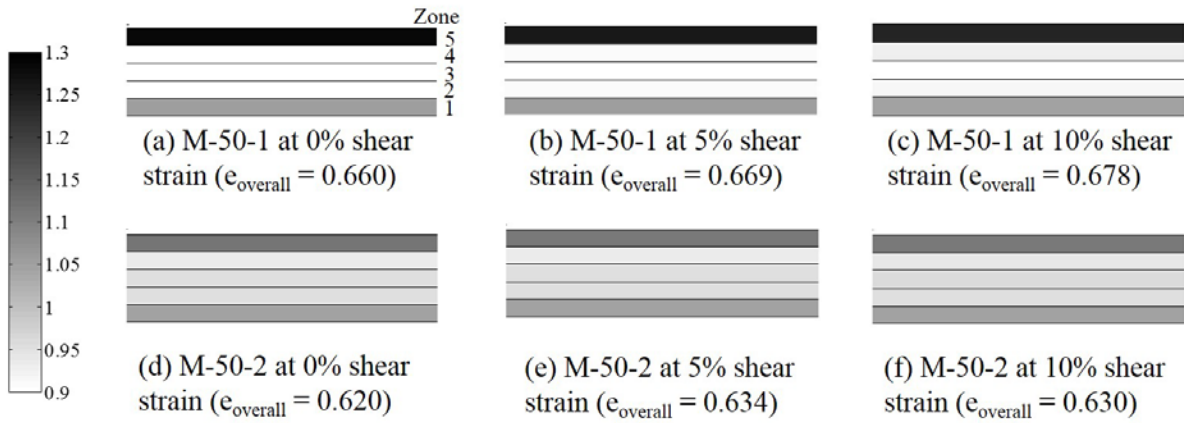 Zone
5
4
3
2
1
1.3
1.25
1.2
1.15
1.1
1.05
1
0.95
0.9
(a) M-50-1 at 0% shear
strain (e_overall = 0.660)
(b) M-50-1 at 5% shear
strain (e_overall = 0.669)
(c) M-50-1 at 10% shear
strain (e_overall = 0.678)
(d) M-50-2 at 0% shear
strain (e_overall = 0.620)
(e) M-50-2 at 5% shear
strain (e_overall = 0.634)
(f) M-50-2 at 10% shear
strain (e_overall = 0.630)